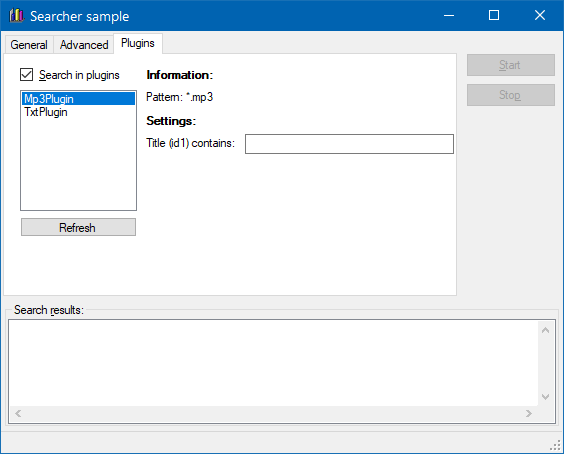 Searcher sample
General Advanced Plugins
Search in plugins
Mp3Plugin
TxtPlugin
Refresh
Information:
Pattern: *.mp3
Settings:
Title (id1) contains:
Start
Stop
Search results: